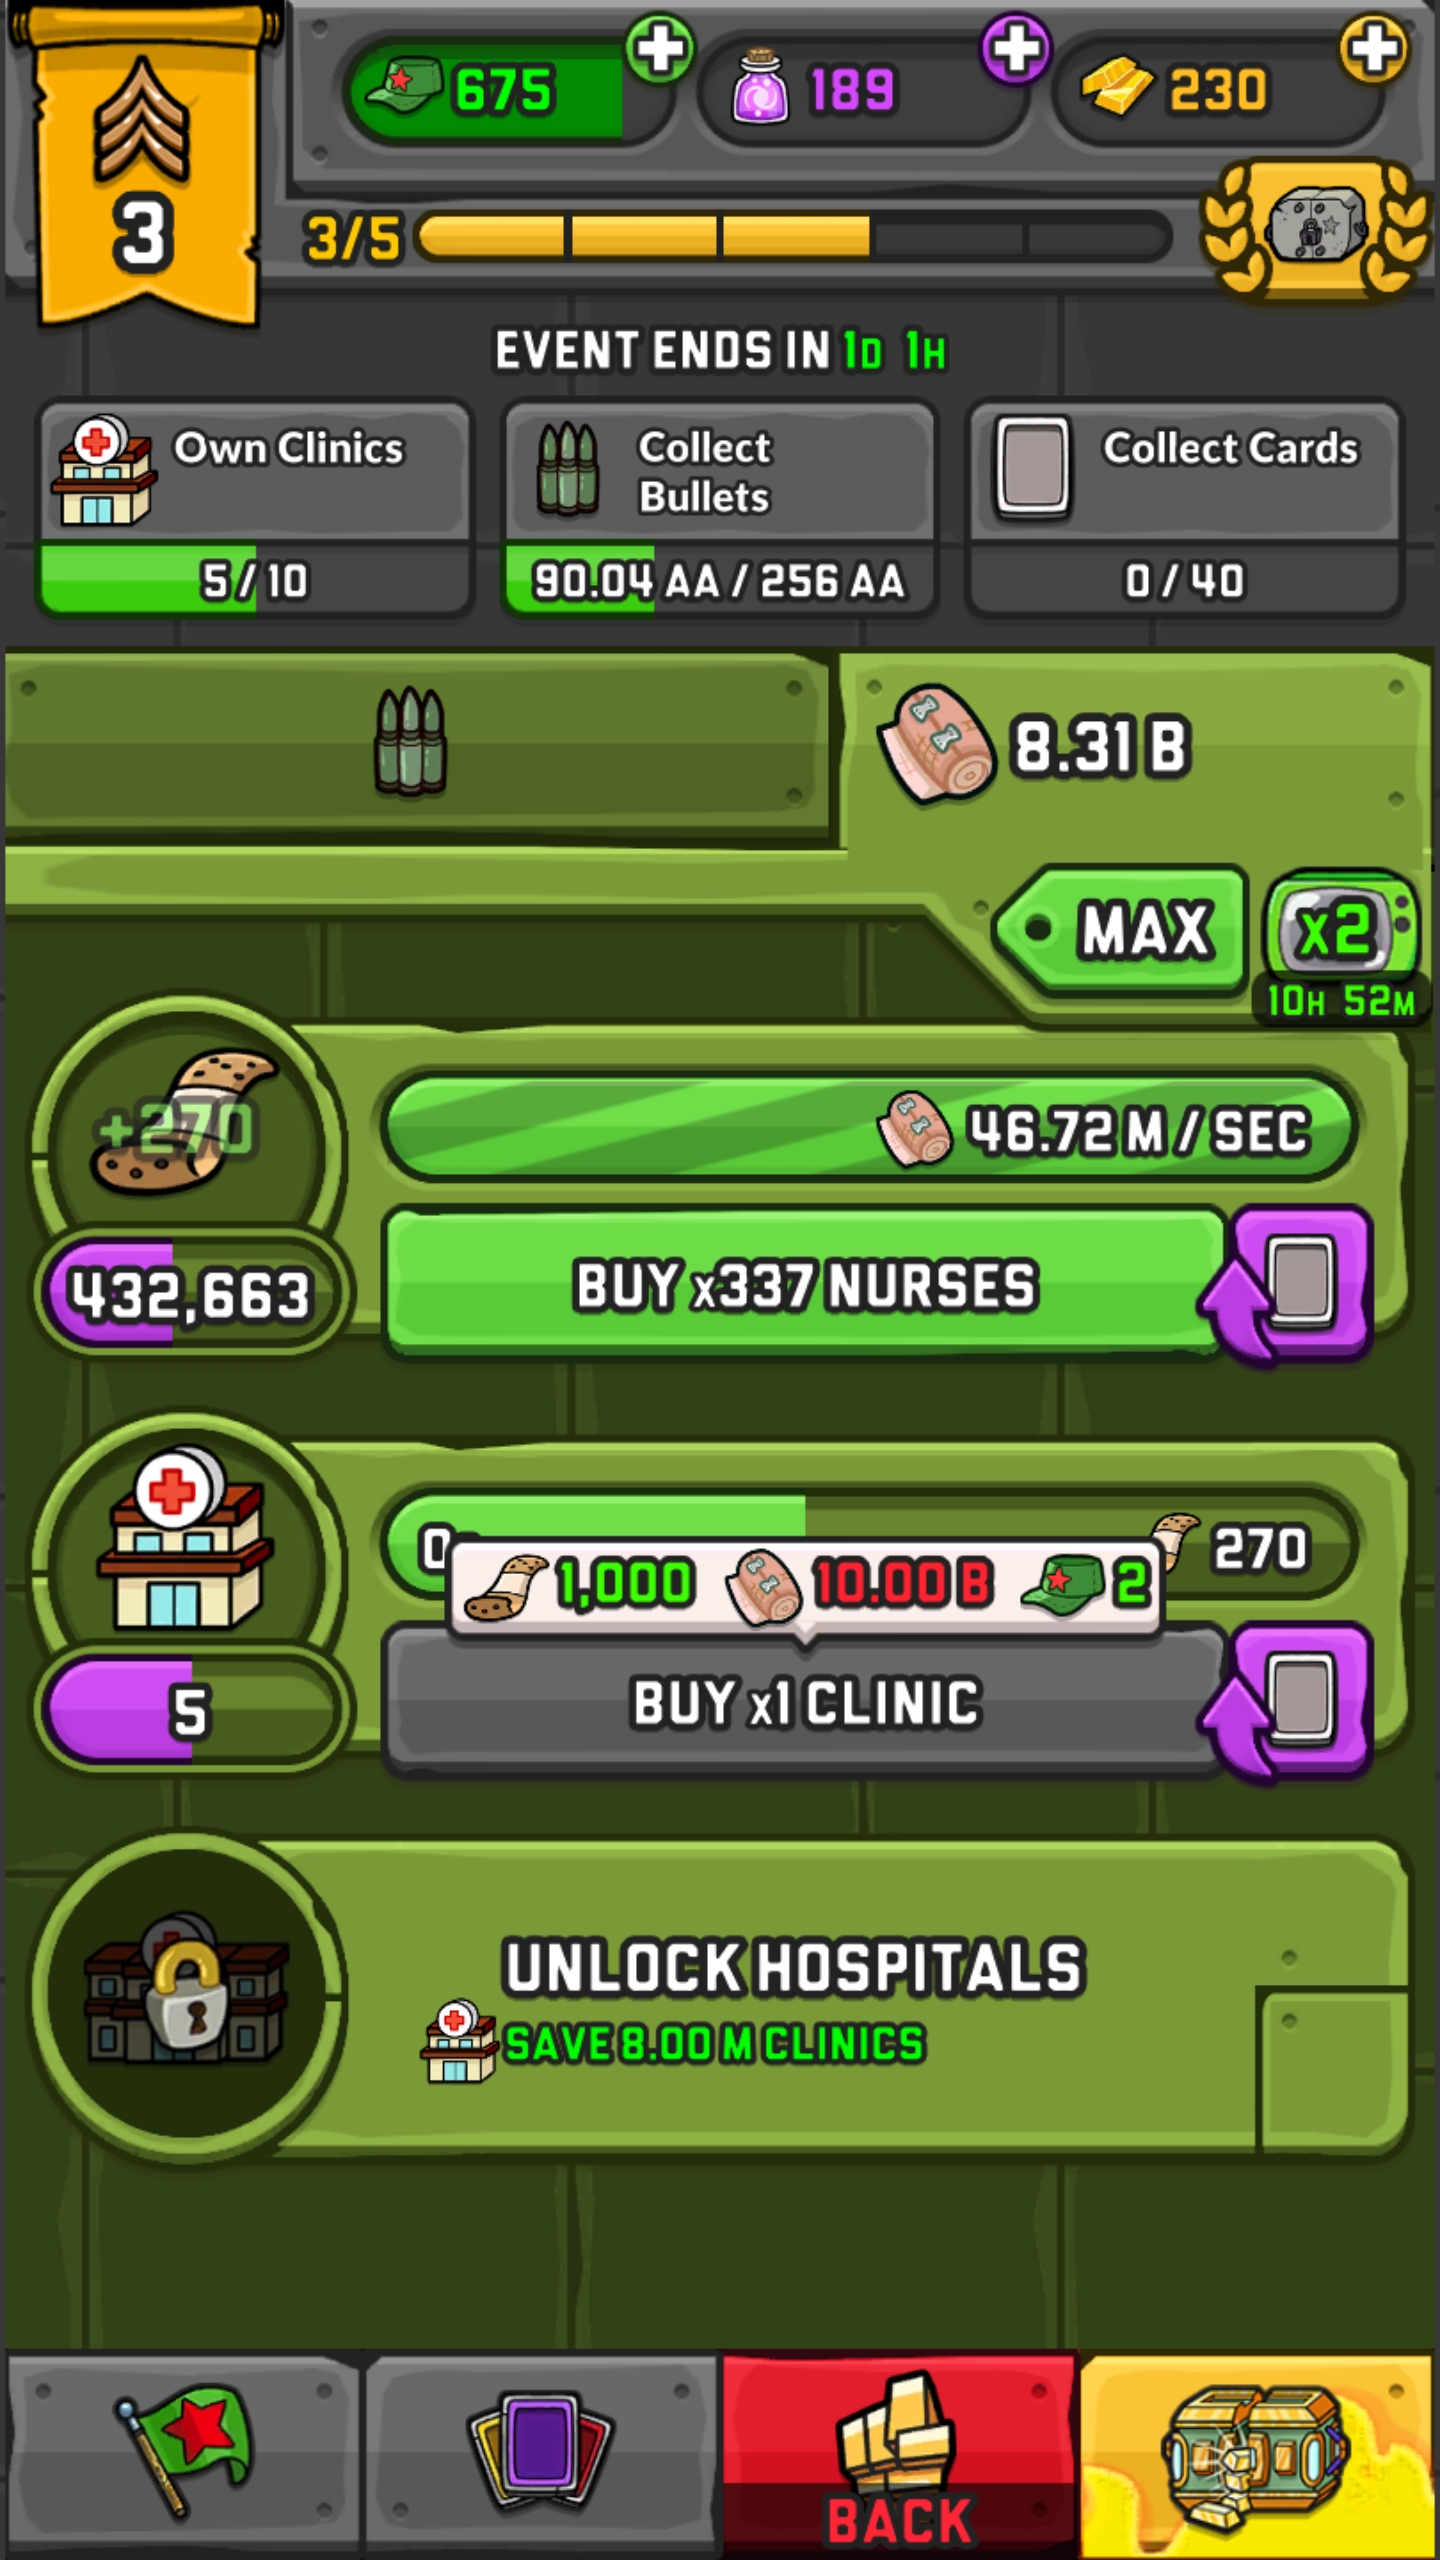 675
189
230
3
3/5
EVENT ENDS IN 1D 1H
Own Clinics
5 / 10
Collect
Bullets
90.04 AA / 256 AA
Collect Cards
0 / 40
8.31 B
MAX
x2
10H 52M
+270
46.72 M / SEC
432,663
BUY x337 NURSES
0
270
1,000
10.00 B
2
5
BUY x1 CLINIC
UNLOCK HOSPITALS
SAVE 8.00 M CLINICS
BACK